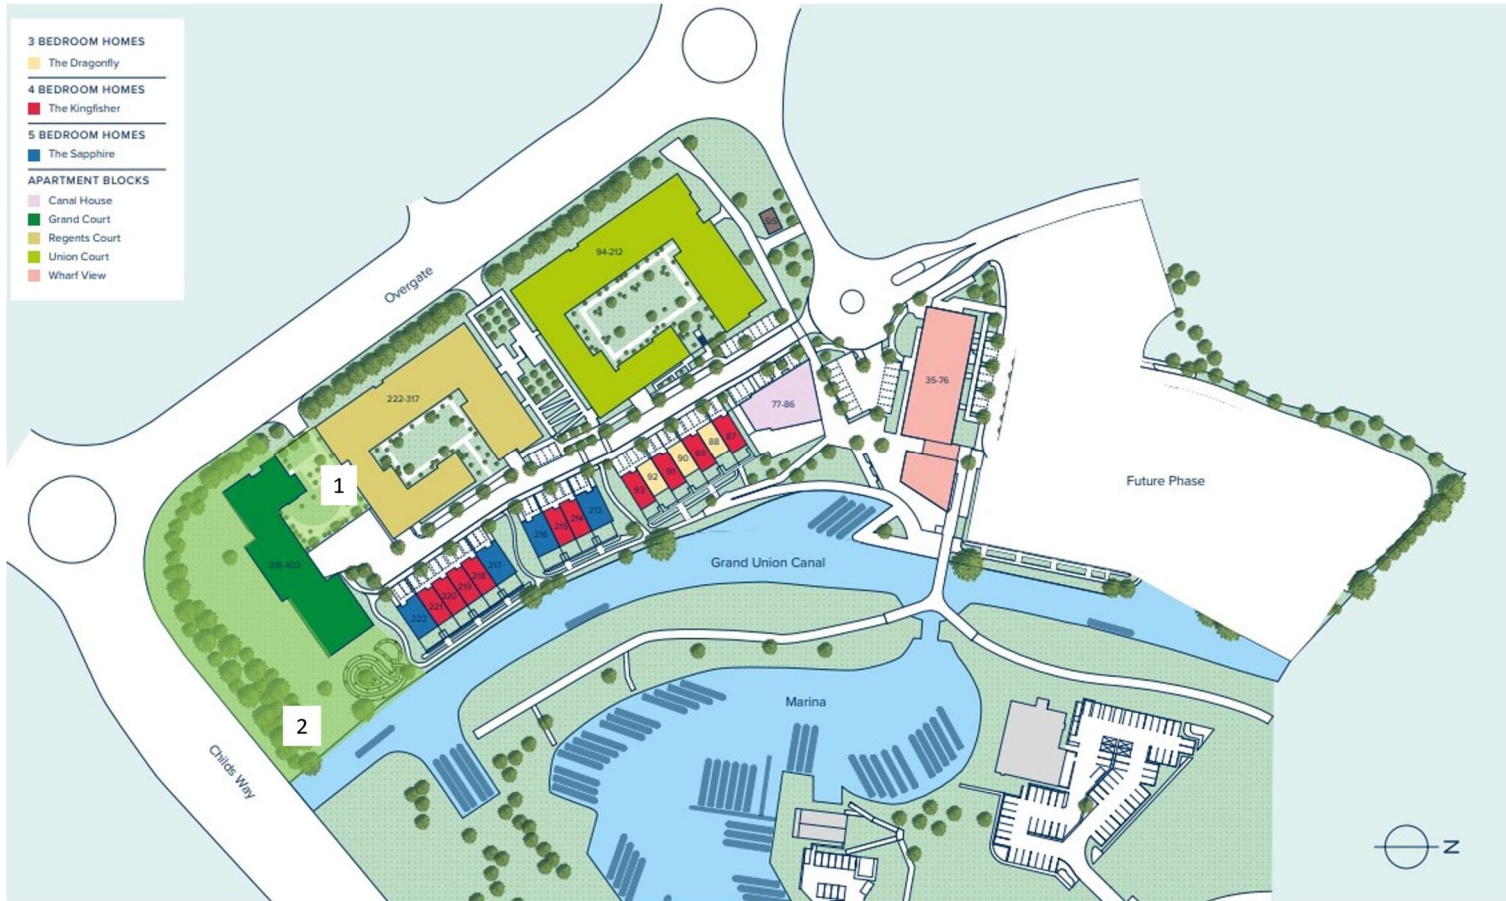 3 BEDROOM HOMES
The Dragonfly
4 BEDROOM HOMES
The Kingfisher
5 BEDROOM HOMES
The Sapphire
APARTMENT BLOCKS
Canal House
Grand Court
Regents Court
Union Court
Wharf View
Overgate
94-212
SS
222-317
35-76
77-86
87
88
89
90
91
92
93
1
Future Phase
213
214
215
216
217
218
219
220
221
222
318-402
Grand Union Canal
Marina
2
Childs Way
N